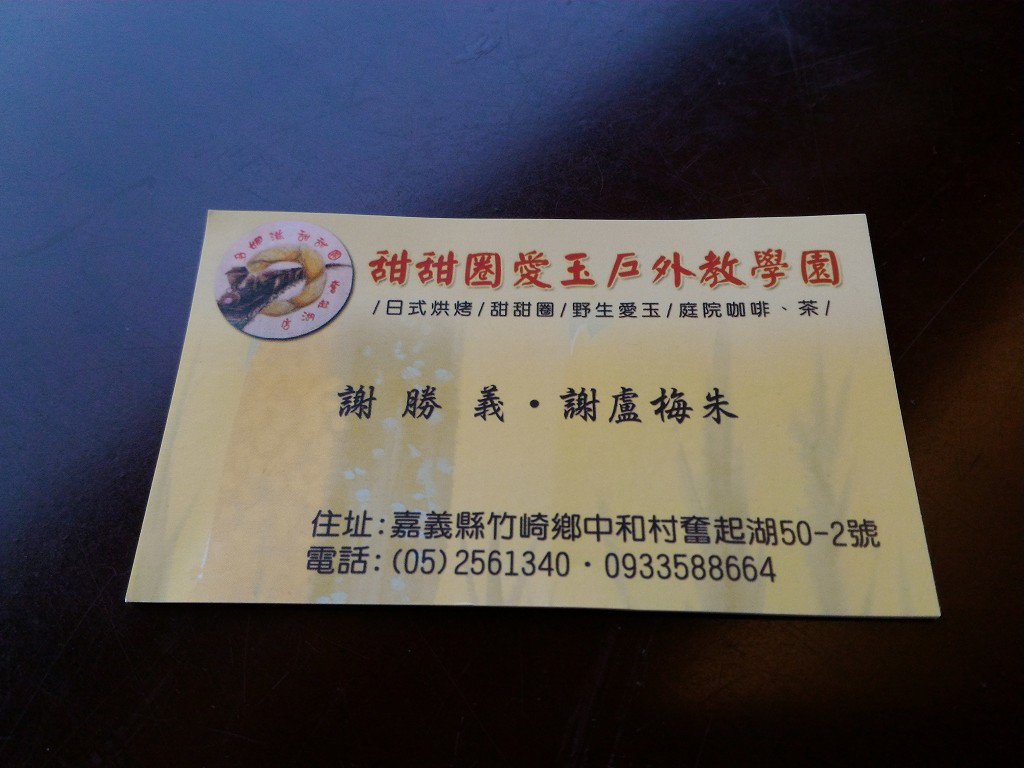 甜甜圈愛玉戶外教學園
/日式烘烤/甜甜圈/野生愛玉/庭院咖啡、茶/
謝勝義·謝盧梅朱
住址:嘉義縣竹崎鄉中和村奮起湖50-2號
電話:(05)2561340·0933588664